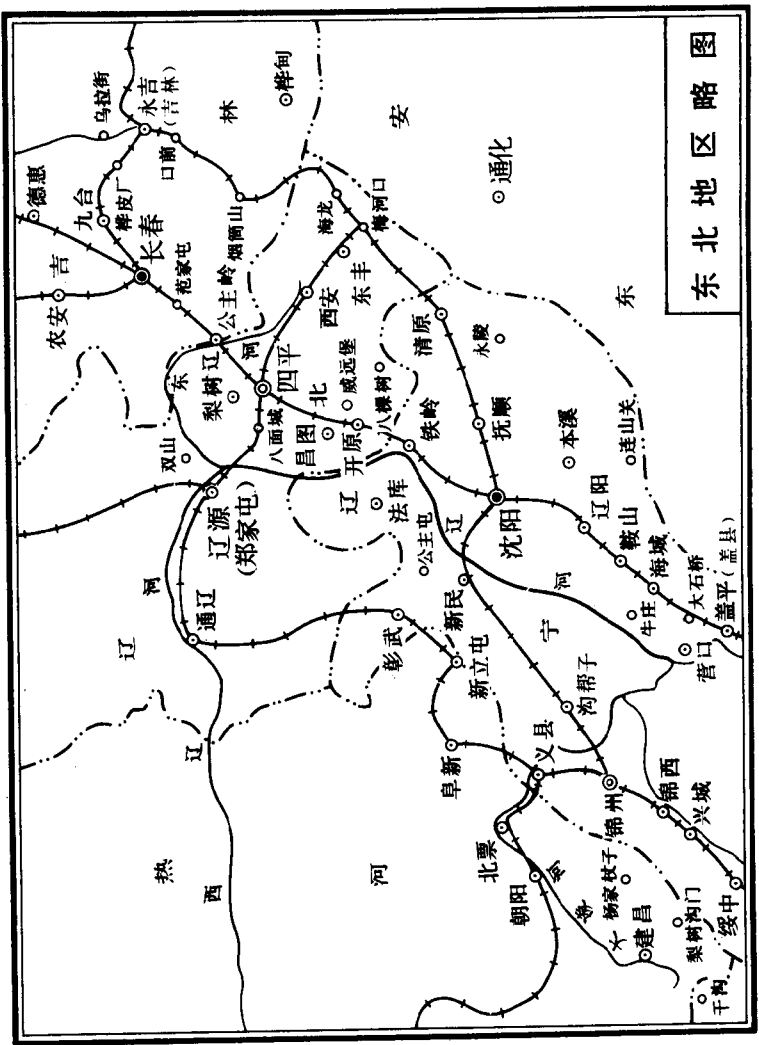 东北地区略图
德惠
乌拉街
永吉
(吉林)
九台
桦皮厂
口前
桦甸
农安
吉
长春
范家屯
烟筒山
林
公主岭
海龙
梅河口
西安
东丰
安
通化
东
辽
河
梨树
四平
北
双山
八面城
昌图
威远堡
八棵树
开原
铁岭
清原
永陵
抚顺
东
辽源
(郑家屯)
辽
法库
公主屯
辽
沈阳
本溪
连山关
辽阳
鞍山
海城
河
牛庄
大石桥
盖平(盖县)
营口
河
通辽
辽
彰武
新民
新立屯
宁
沟帮子
辽
阜新
义县
锦州
锦西
兴城
绥中
热
西
河
北票
朝阳
大凌河
杨家杖子
建昌
梨树沟门
干沟